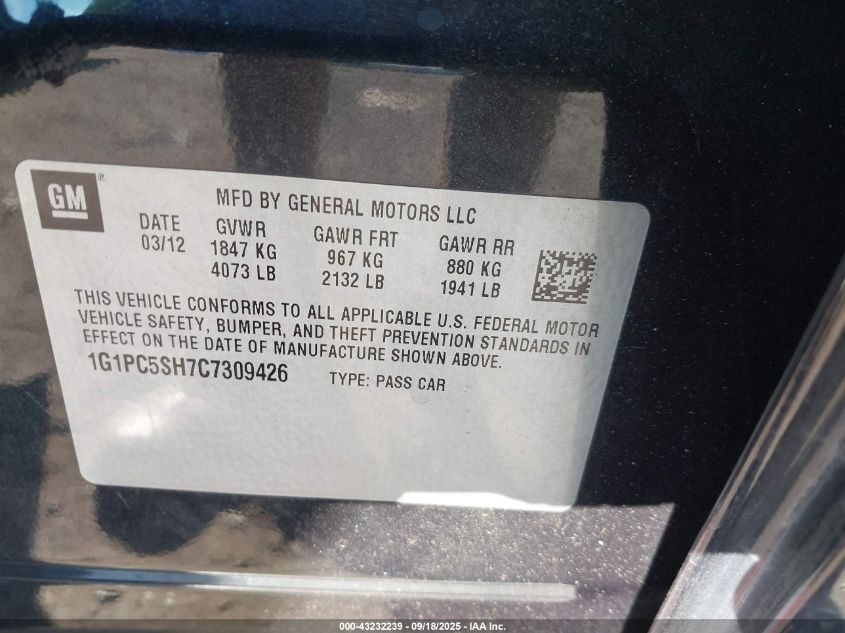 GM®
MFD BY GENERAL MOTORS LLC
DATE GVWR GAWR FRT GAWR RR
03/12 1847 KG 967 KG 880 KG
4073 LB 2132 LB 1941 LB
THIS VEHICLE CONFORMS TO ALL APPLICABLE U.S. FEDERAL MOTOR
VEHICLE SAFETY, BUMPER, AND THEFT PREVENTION STANDARDS IN
EFFECT ON THE DATE OF MANUFACTURE SHOWN ABOVE.
1G1PC5SH7C7309426 TYPE: PASS CAR
000-43232239 - 09/18/2025 - IAA Inc.